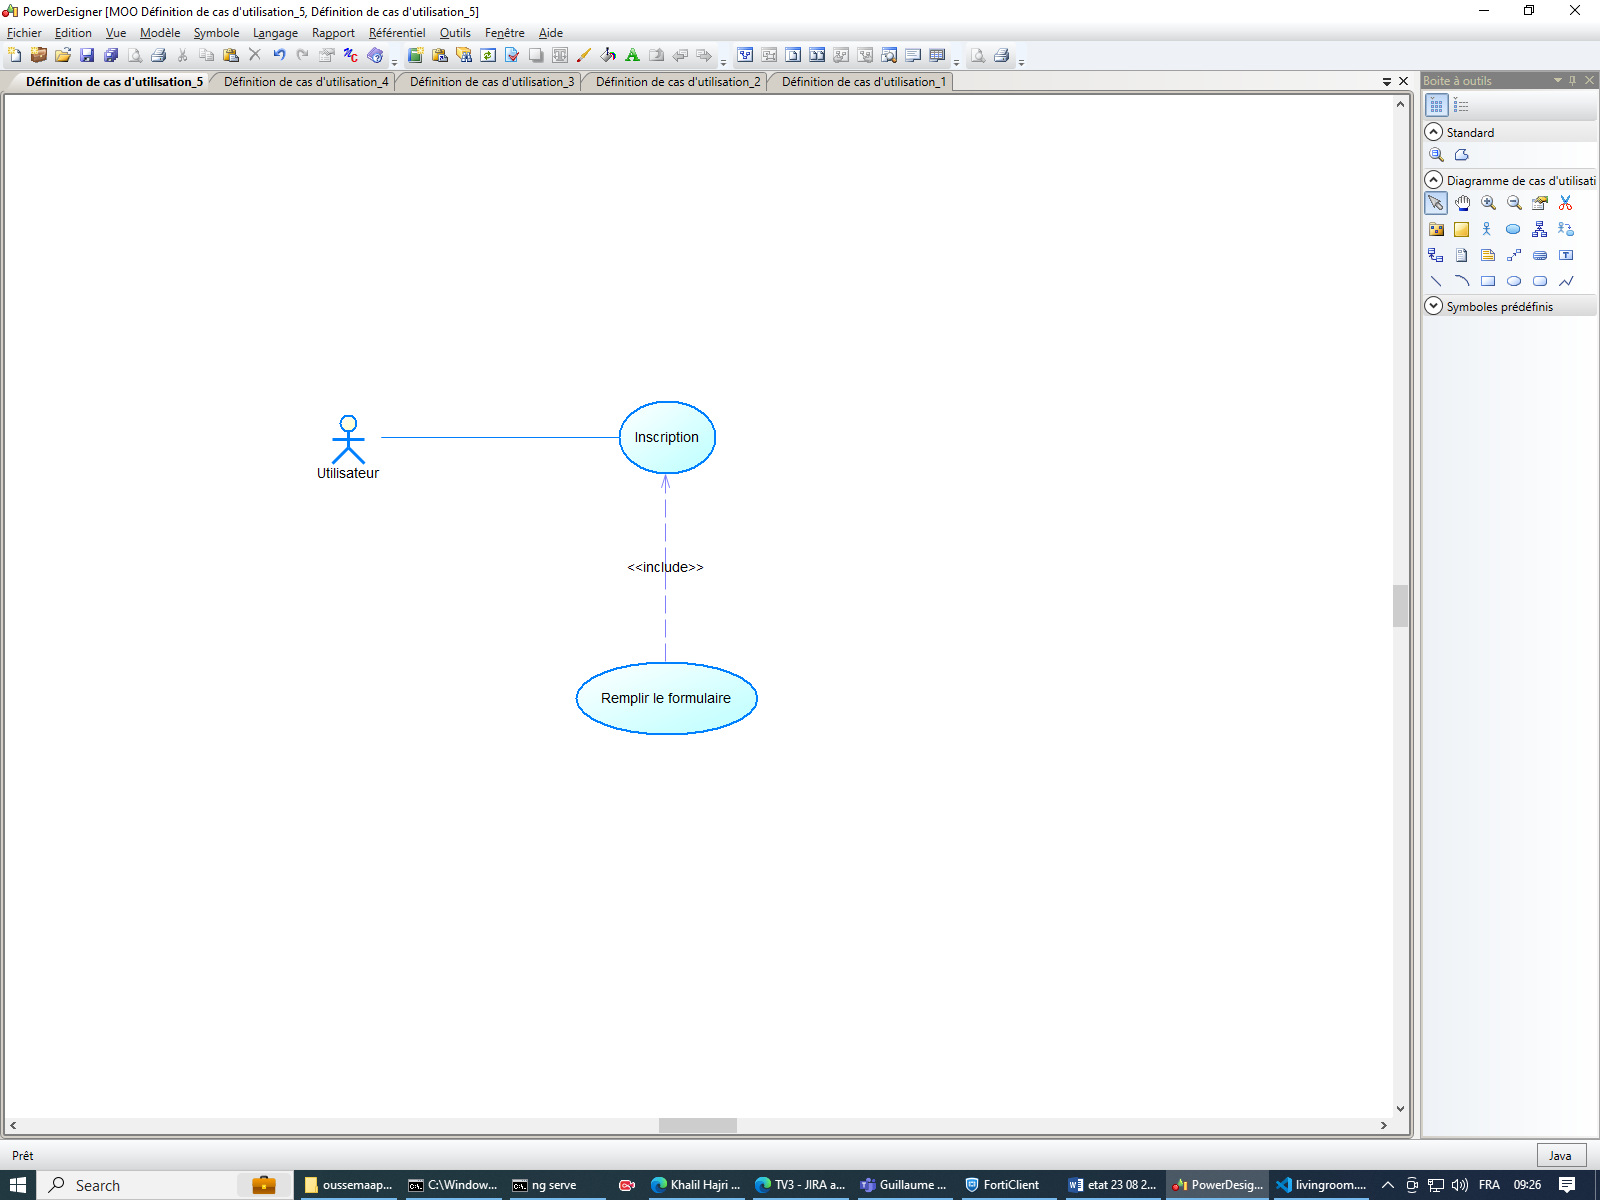 PowerDesigner [MOO Définition de cas d'utilisation_5, Définition de cas d'utilisation_5]
Fichier Edition Vue Modèle Symbole Langage Rapport Référentiel Outils Fenêtre Aide
Définition de cas d'utilisation_5 Définition de cas d'utilisation_4 Définition de cas d'utilisation_3 Définition de cas d'utilisation_2 Définition de cas d'utilisation_1
Boite à outils
Standard
Diagramme de cas d'utilisati
Symboles prédéfinis
Inscription
Utilisateur
<<include>>
Remplir le formulaire
Prêt
Java
Search
oussemaap...
C:\Window...
ng serve
Khalil Hajri ...
TV3 - JIRA a...
Guillaume ...
FortiClient
etat 23 08 2...
PowerDesig...
livingroom....
FRA
09:26